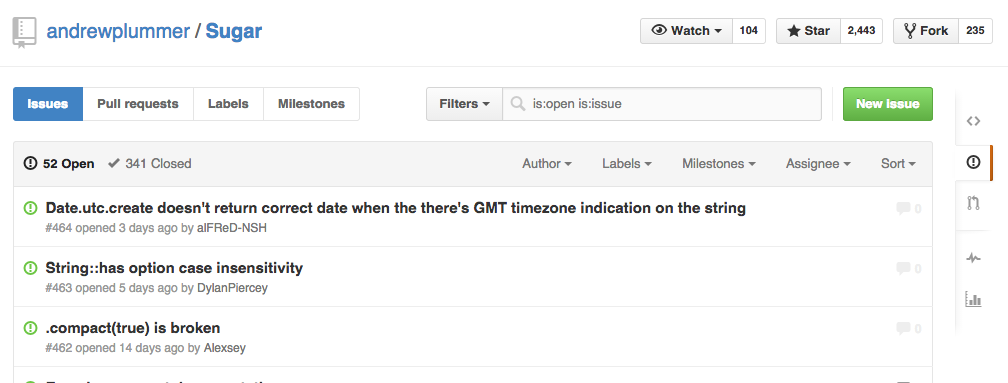 andrewplummer / Sugar
Watch 104 Star 2,443 Fork 235
Issues Pull requests Labels Milestones Filters is:open is:issue New issue
52 Open 341 Closed Author Labels Milestones Assignee Sort
Date.utc.create doesn't return correct date when the there's GMT timezone indication on the string 0
#464 opened 3 days ago by alFReD-NSH
String::has option case insensitivity 0
#463 opened 5 days ago by DylanPiercey
.compact(true) is broken 0
#462 opened 14 days ago by Alexsey